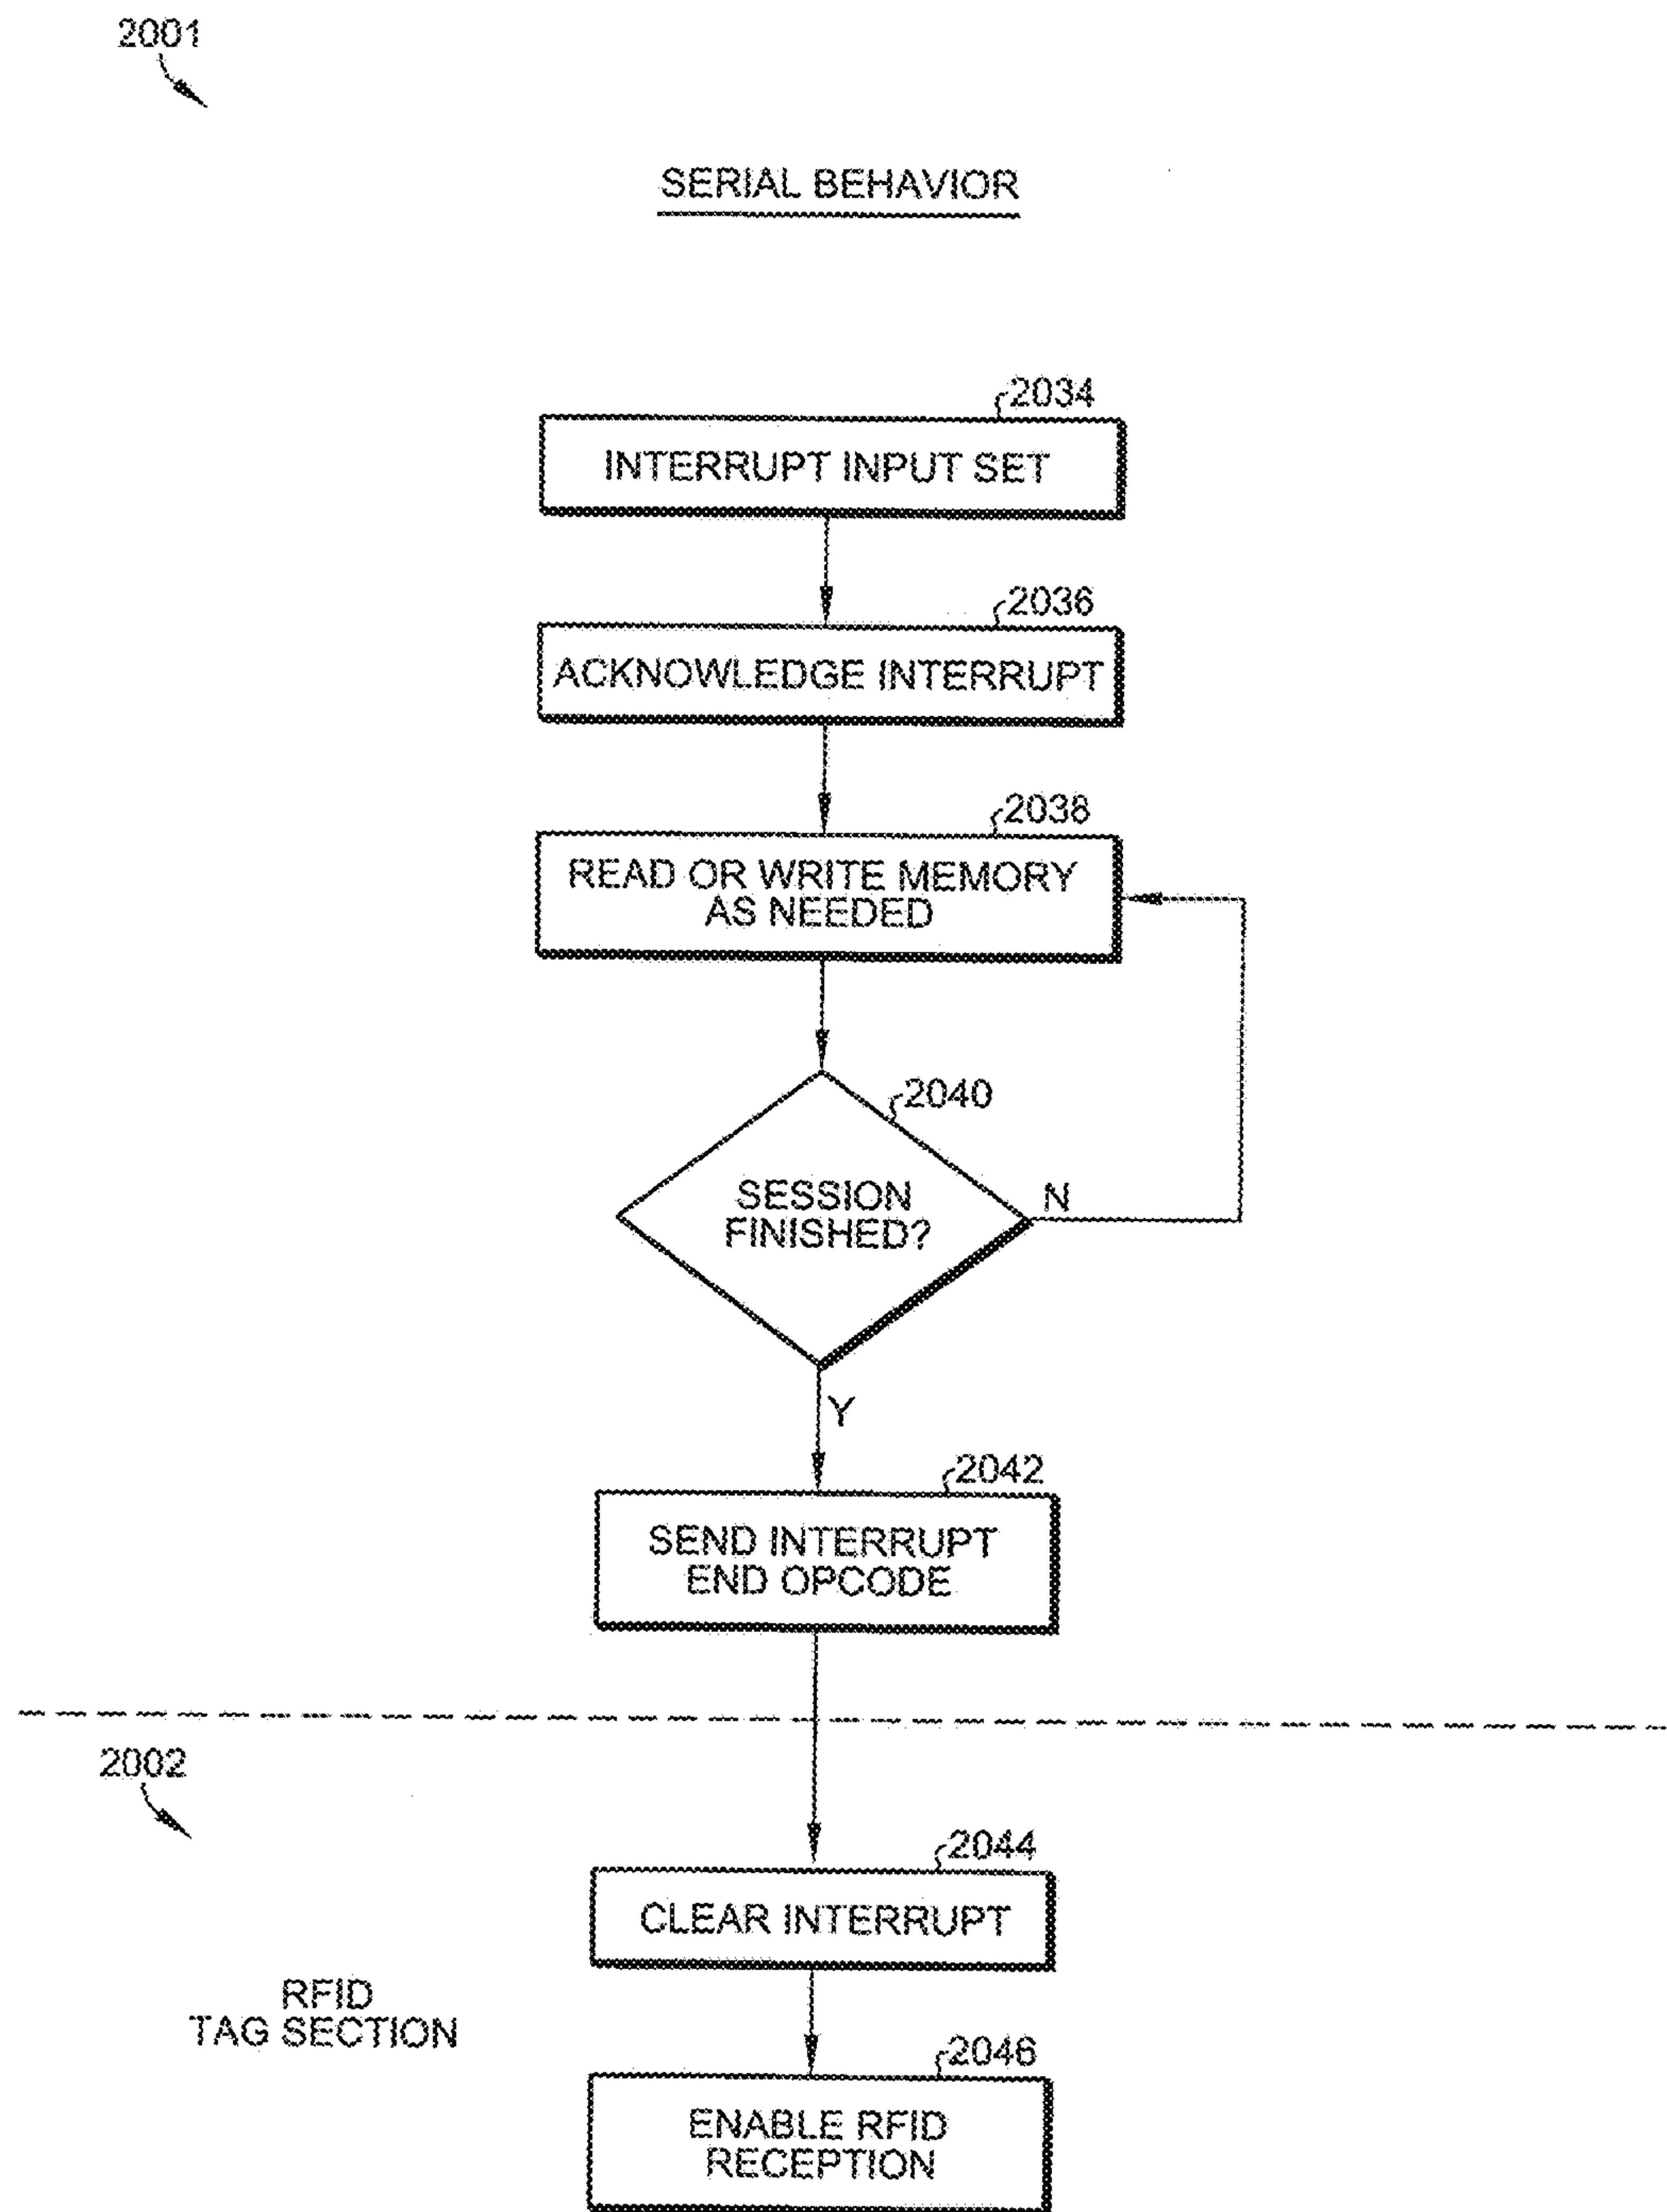 2001
SERIAL BEHAVIOR
2034
INTERRUPT INPUT SET
2036
ACKNOWLEDGE INTERRUPT
2038
READ OR WRITE MEMORY
AS NEEDED
2040
SESSION
FINISHED?
N
Y
2042
SEND INTERRUPT
END OPCODE
2002
2044
CLEAR INTERRUPT
RFID
TAG SECTION
2046
ENABLE RFID
RECEPTION